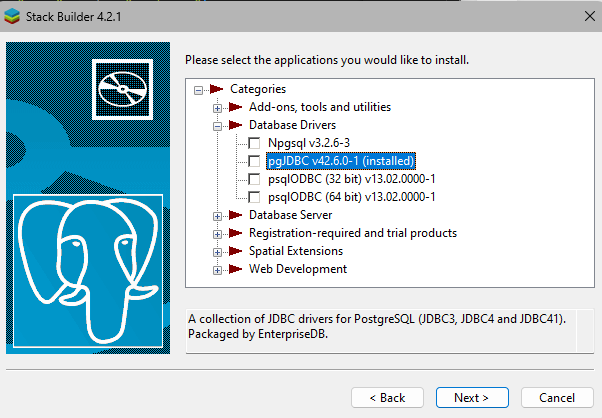 Stack Builder 4.2.1
Please select the applications you would like to install.
Categories
Add-ons, tools and utilities
Database Drivers
Npgsql v3.2.6-3
pgJDBC v42.6.0-1 (installed)
psqlODBC (32 bit) v13.02.0000-1
psqlODBC (64 bit) v13.02.0000-1
Database Server
Registration-required and trial products
Spatial Extensions
Web Development
A collection of JDBC drivers for PostgreSQL (JDBC3, JDBC4 and JDBC41).
Packaged by EnterpriseDB.
< Back Next > Cancel